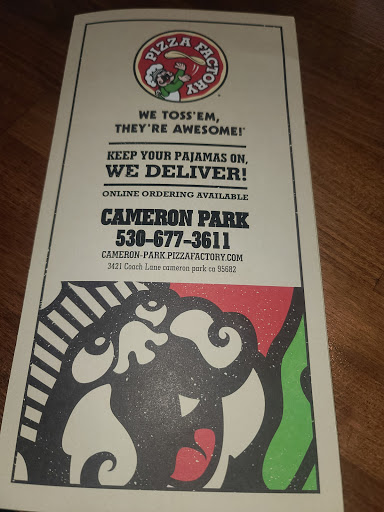 PIZZA FACTORY
WE TOSS'EM,
THEY'RE AWESOME!
KEEP YOUR PAJAMAS ON,
WE DELIVER!
ONLINE ORDERING AVAILABLE
CAMERON PARK
530-677-3611
CAMERON-PARK.PIZZAFACTORY.COM
3421 Coach Lane cameron park ca 95682